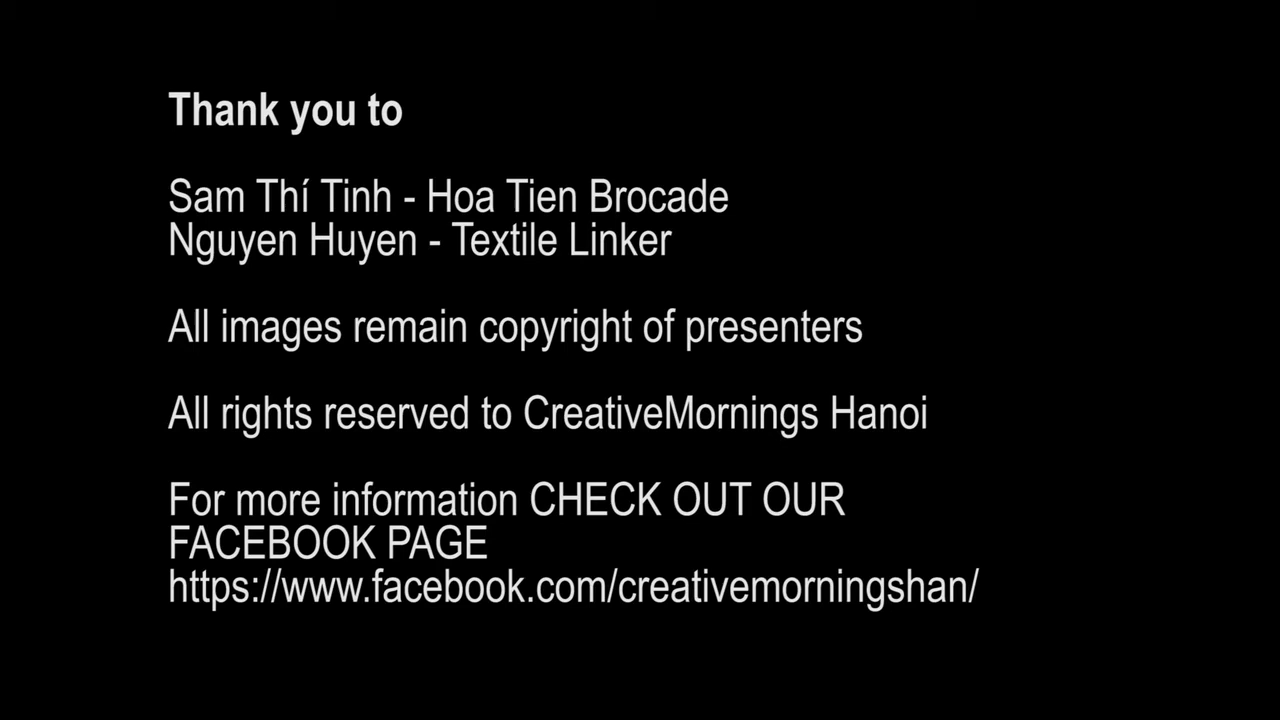 Thank you to
Sam Thí Tinh - Hoa Tien Brocade
Nguyen Huyen - Textile Linker
All images remain copyright of presenters
All rights reserved to CreativeMornings Hanoi
For more information CHECK OUT OUR
FACEBOOK PAGE
https://www.facebook.com/creativemorningshan/